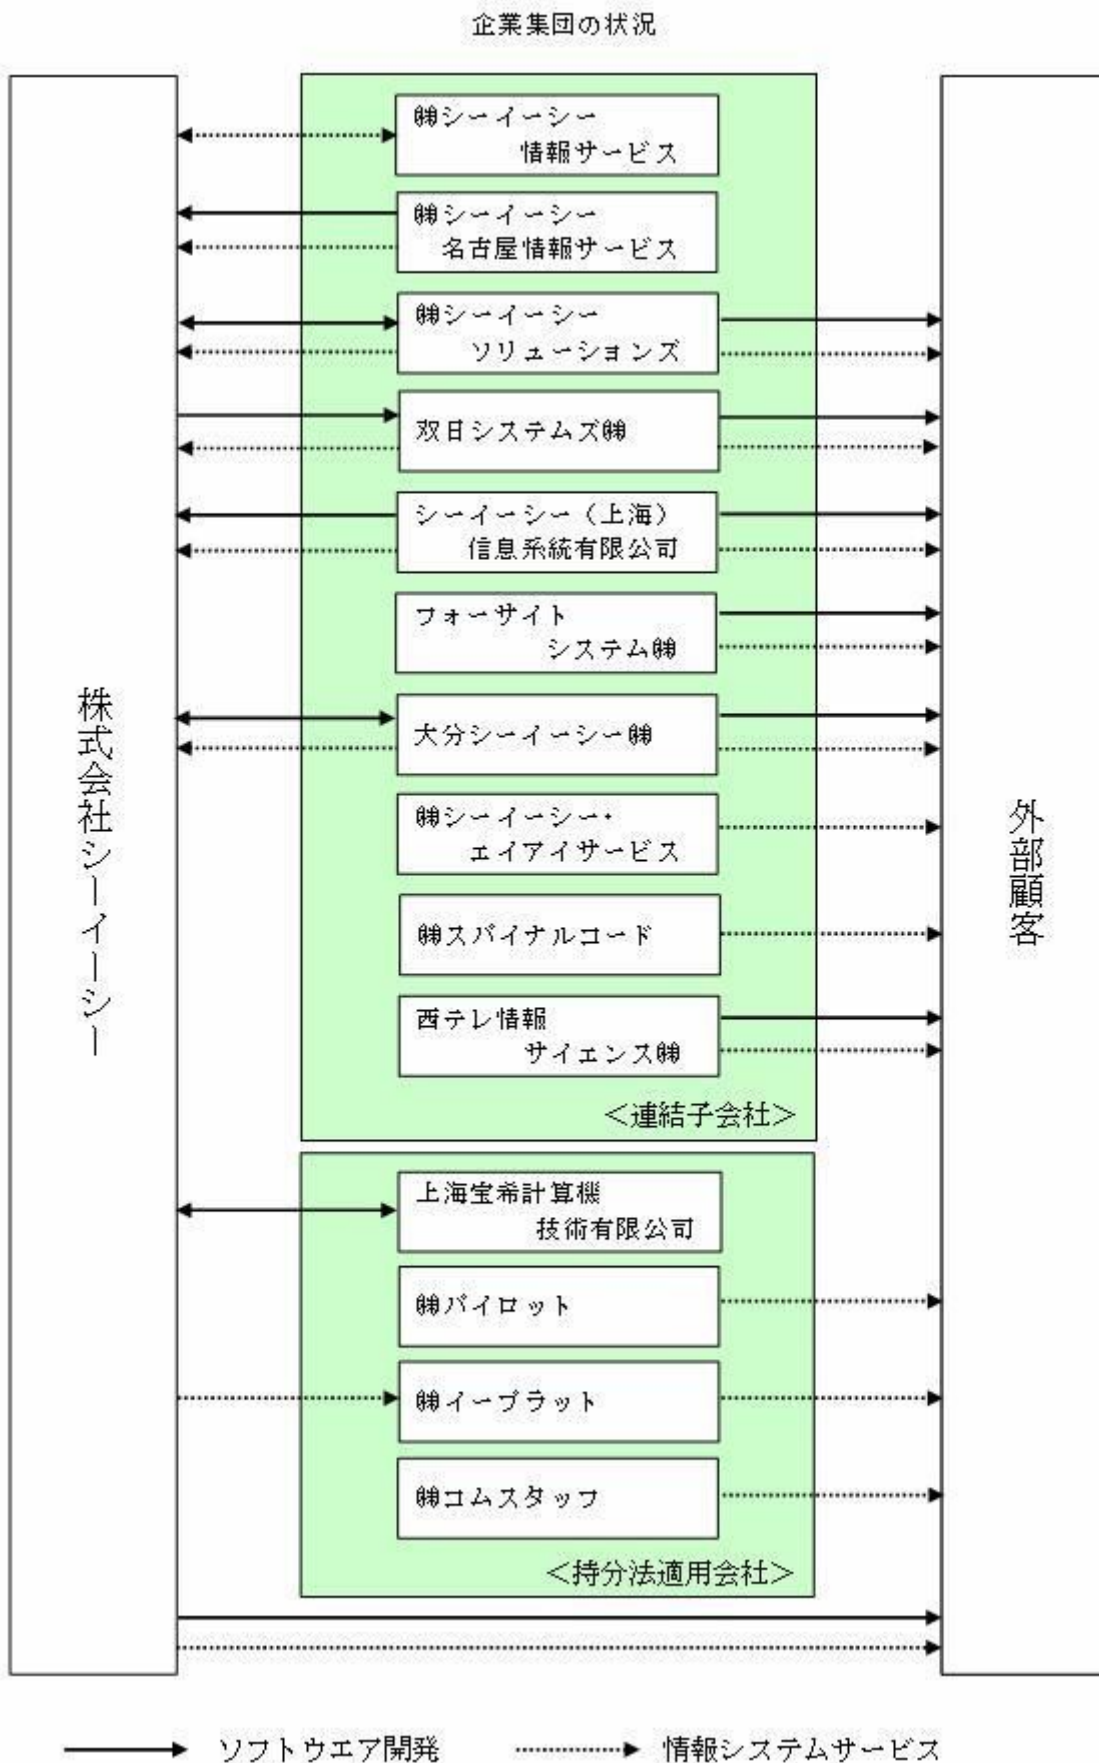 企業集団の状況
株式会社シーイーシー
㈱シーイーシー
情報サービス
㈱シーイーシー
名古屋情報サービス
㈱シーイーシー
ソリューションズ
双日システムズ㈱
シーイーシー（上海）
信息系統有限公司
フォーサイト
システム㈱
大分シーイーシー㈱
㈱シーイーシー・
エイアイサービス
㈱スパイナルコード
西テレ情報
サイエンス㈱
＜連結子会社＞
上海宝希計算機
技術有限公司
㈱パイロット
㈱イープラット
㈱コムスタッフ
＜持分法適用会社＞
外部顧客
ソフトウエア開発
情報システムサービス